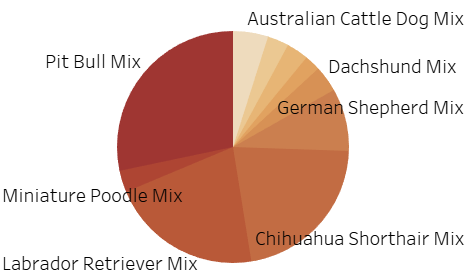 Australian Cattle Dog Mix
Pit Bull Mix
Dachshund Mix
German Shepherd Mix
Miniature Poodle Mix
Chihuahua Shorthair Mix
Labrador Retriever Mix